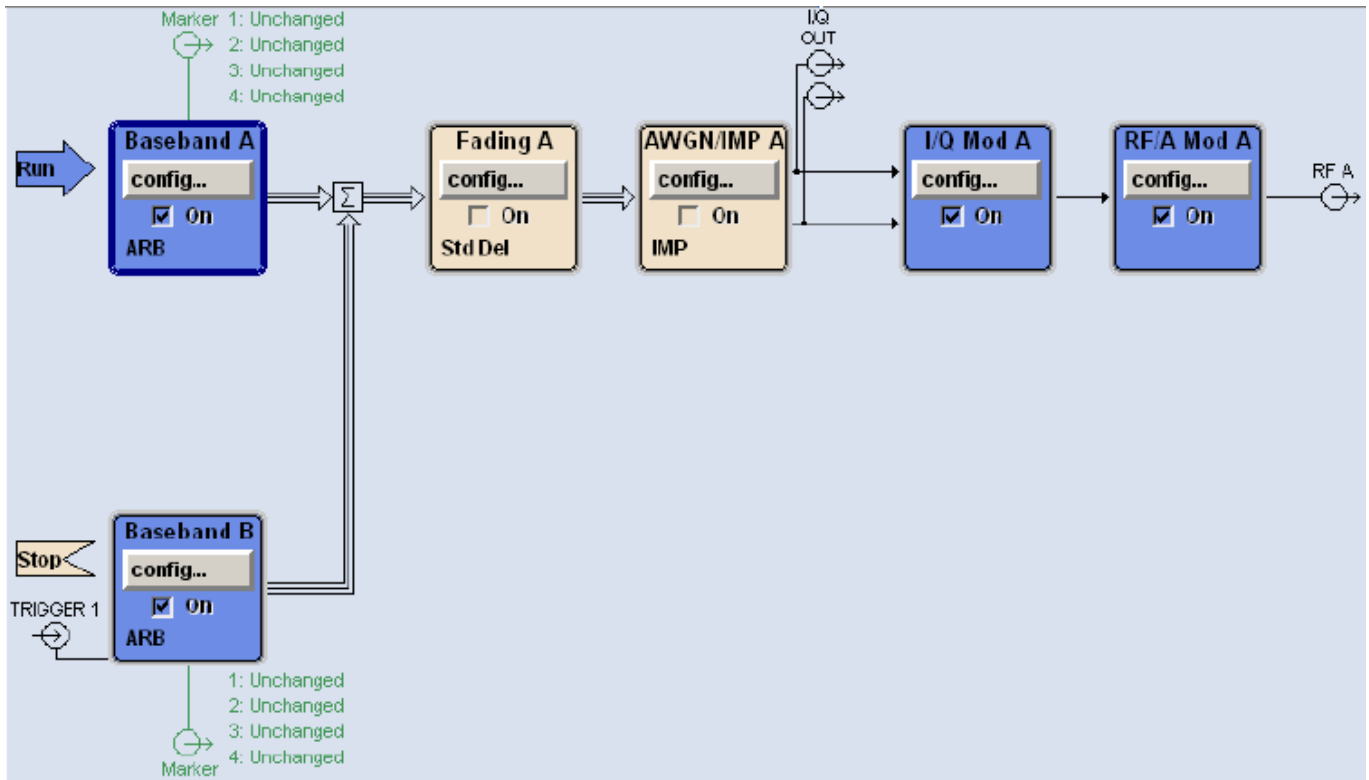 Marker 1: Unchanged
2: Unchanged
3: Unchanged
4: Unchanged
I/Q
OUT
Run
Baseband A
config...
On
ARB
Σ
Fading A
config...
On
Std Del
AWGN/IMP A
config...
On
IMP
I/Q Mod A
config...
On
RF/A Mod A
config...
On
RF A
Stop
TRIGGER 1
Baseband B
config...
On
ARB
1: Unchanged
2: Unchanged
3: Unchanged
4: Unchanged
Marker